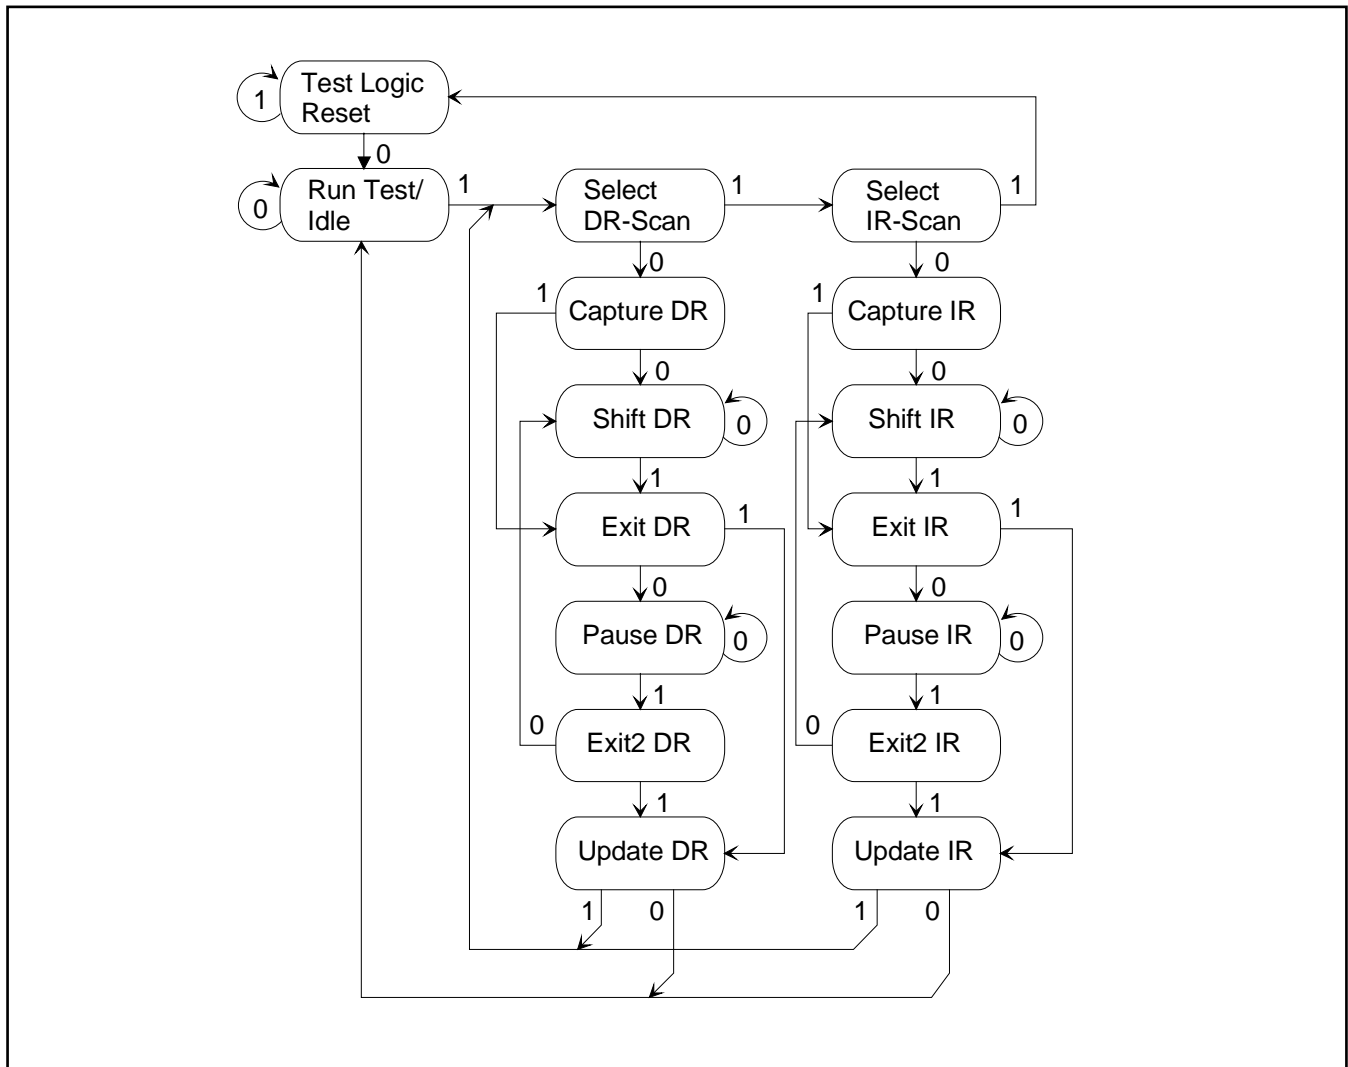 Test Logic
Reset
1
0
Run Test/
Idle
0
1
Select
DR-Scan
1
Select
IR-Scan
1
0
0
1
Capture DR
1
Capture IR
0
0
Shift DR
0
Shift IR
0
1
1
Exit DR
1
Exit IR
1
0
0
Pause DR
0
Pause IR
0
1
1
0
Exit2 DR
0
Exit2 IR
1
1
Update DR
Update IR
1
0
1
0